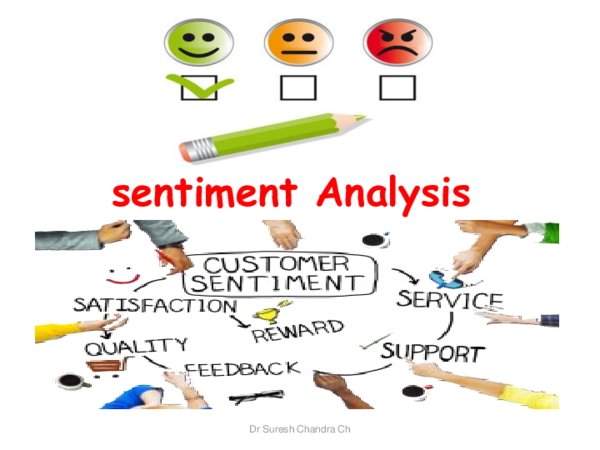 sentiment Analysis
CUSTOMER
SENTIMENT
SATISFACTION
SERVICE
REWARD
QUALITY
SUPPORT
FEEDBACK
Dr Suresh Chandra Ch